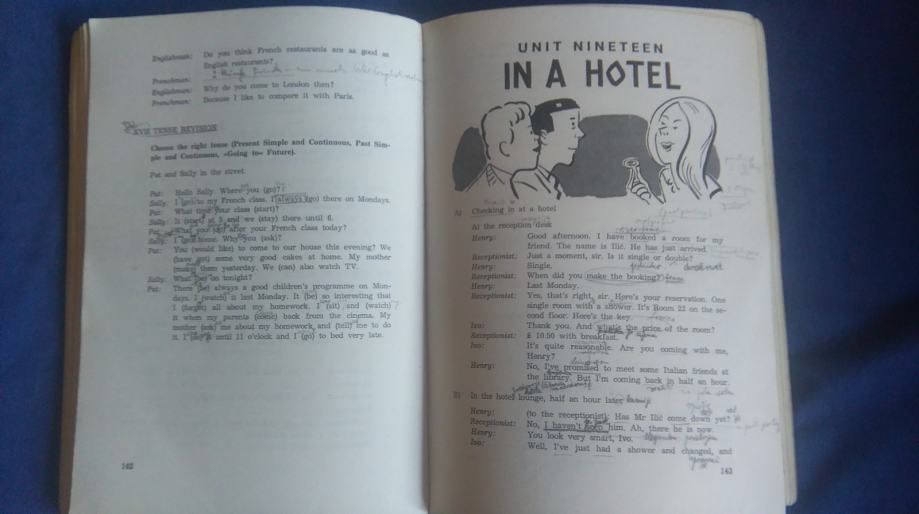 Englishman: Do you think French restaurants are as good as
English restaurants?
Frenchman:
Englishman: Why do you come to London then?
Frenchman: Because I like to compare it with Paris.
XVII TENSE REVISION
Choose the right tense (Present Simple and Continuous, Past Sim-
ple and Continuous, »Going to« Future).
Pat and Sally in the street.
Pat: Hello Sally. Where you (go)?
Sally: I (go) to my French class. I always (go) there on Mondays.
Pat: What time your class (start)?
Sally: It (start) at 5 and we (stay) there until 6.
Pat: What you after your French class today?
Sally: I home. Why you (ask)?
Pat: You (would like) to come to our house this evening? We
(have got) some very good cakes at home. My mother
(make) them yesterday. We (can) also watch TV.
Sally: What (be) on tonight?
Pat: There (be) always a good children's programme on Mon-
days. I (watch) it last Monday. It (be) so interesting that
I (forget) all about my homework. I (sit) and (watch)
it when my parents (come) back from the cinema. My
mother (ask) me about my homework and (tell) me to do
it. I until 11 o'clock and I (go) to bed very late.
142
UNIT NINETEEN
IN A HOTEL
A) Checking in at a hotel
At the reception desk
Henry: Good afternoon. I have booked a room for my
friend. The name is Ilić. He has just arrived.
Receptionist: Just a moment, sir. Is it single or double?
Henry: Single.
Receptionist: When did you make the booking?
Henry: Last Monday.
Receptionist: Yes, that's right, sir. Here's your reservation. One
single room with a shower. It's Room 22 on the se-
cond floor. Here's the key.
Ivo: Thank you. And what's the price of the room?
Receptionist: £ 10.50 with breakfast.
Ivo: It's quite reasonable. Are you coming with me,
Henry?
Henry: No, I've promised to meet some Italian friends at
the library. But I'm coming back in half an hour.
B) In the hotel lounge, half an hour later
Henry: (to the receptionist): Has Mr Ilić come down yet?
Receptionist: No, I haven't seen him. Ah, there he is now.
Henry: You look very smart, Ivo.
Ivo: Well, I've just had a shower and changed, and
143